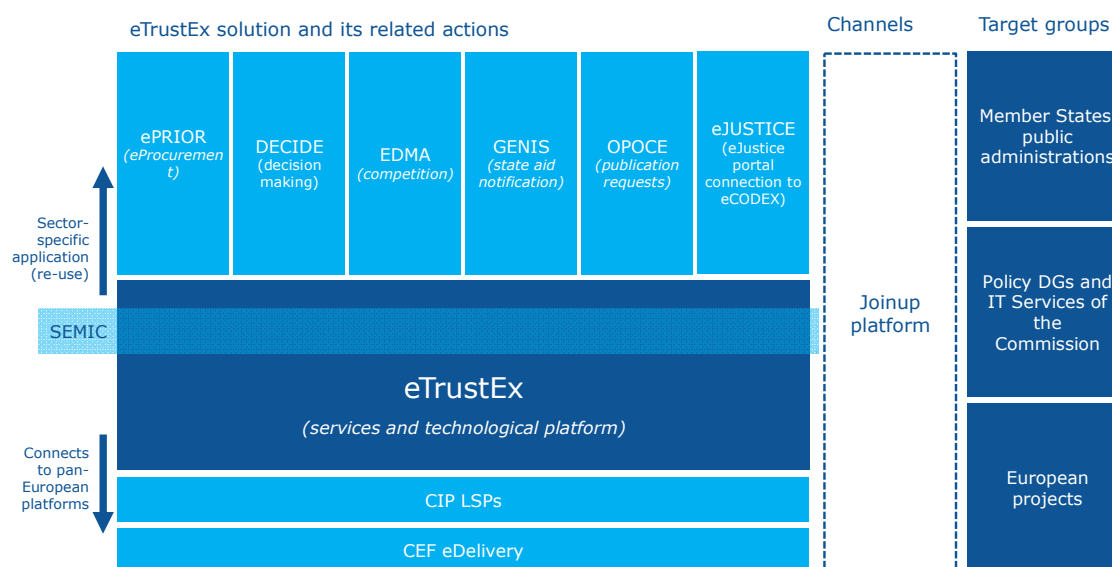 eTrustEx solution and its related actions
Channels
Target groups
ePRIOR
(eProcuremen
t)
DECIDE
(decision
making)
EDMA
(competition)
GENIS
(state aid
notification)
OPOCE
(publication
requests)
eJUSTICE
(eJustice
portal
connection to
eCODEX)
Sector-
specific
application
(re-use)
SEMIC
eTrustEx
(services and technological platform)
Connects
to pan-
European
platforms
CIP LSPs
CEF eDelivery
Joinup
platform
Member States
public
administrations
Policy DGs and
IT Services of
the
Commission
European
projects